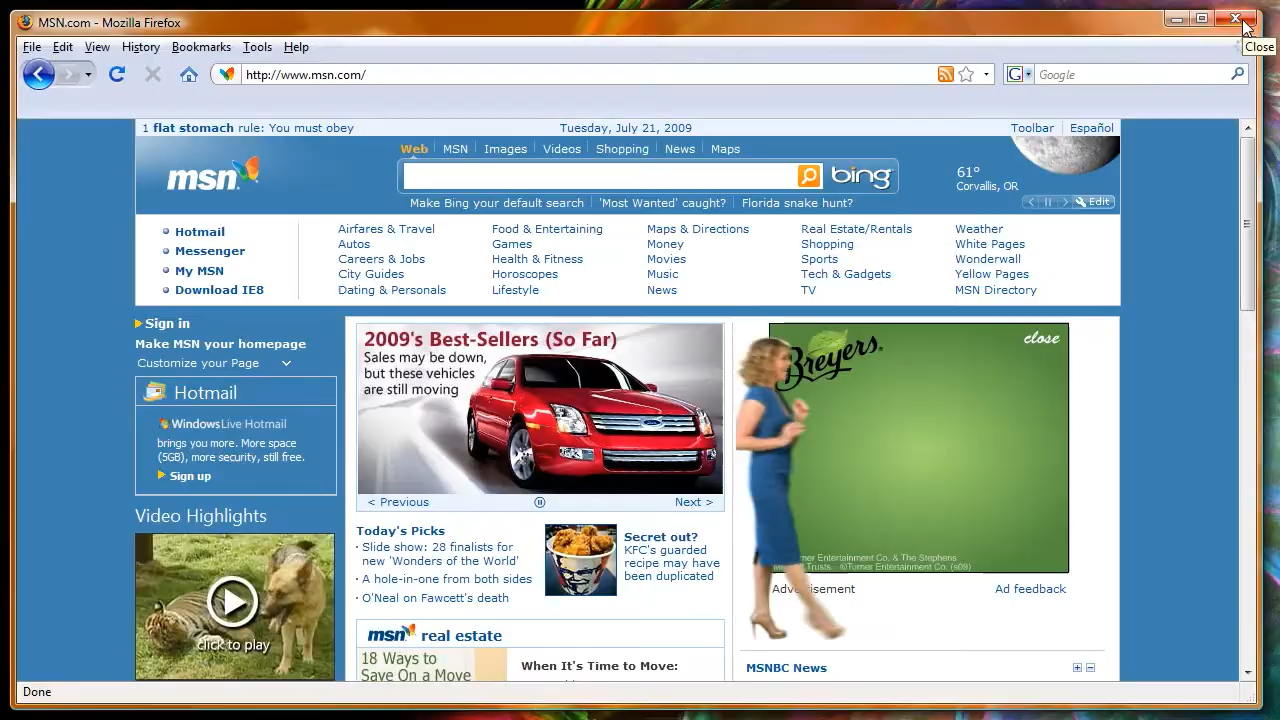 MSN.com - Mozilla Firefox
Close
File Edit View History Bookmarks Tools Help
http://www.msn.com/
G Google
1 flat stomach rule: You must obey
Tuesday, July 21, 2009
Toolbar Español
Web MSN Images Videos Shopping News Maps
msn
bing
61°
Corvallis, OR
Make Bing your default search 'Most Wanted' caught? Florida snake hunt?
Edit
Hotmail
Messenger
My MSN
Download IE8
Airfares & Travel
Autos
Careers & Jobs
City Guides
Dating & Personals
Food & Entertaining
Games
Health & Fitness
Horoscopes
Lifestyle
Maps & Directions
Money
Movies
Music
News
Real Estate/Rentals
Shopping
Sports
Tech & Gadgets
TV
Weather
White Pages
Wonderwall
Yellow Pages
MSN Directory
Sign in
Make MSN your homepage
Customize your Page
Hotmail
Windows Live Hotmail
brings you more. More space
(5GB), more security, still free.
Sign up
Video Highlights
click to play
2009's Best-Sellers (So Far)
Sales may be down,
but these vehicles
are still moving
< Previous Next >
Today's Picks
Slide show: 28 finalists for
new 'Wonders of the World'
A hole-in-one from both sides
O'Neal on Fawcett's death
Secret out?
KFC's guarded
recipe may have
been duplicated
msn real estate
18 Ways to
Save On a Move
When It's Time to Move:
close
Breyers
Entertainment Co. & The Stephens
Trusts ©Turner Entertainment Co. (s09)
Advertisement Ad feedback
MSNBC News
Done